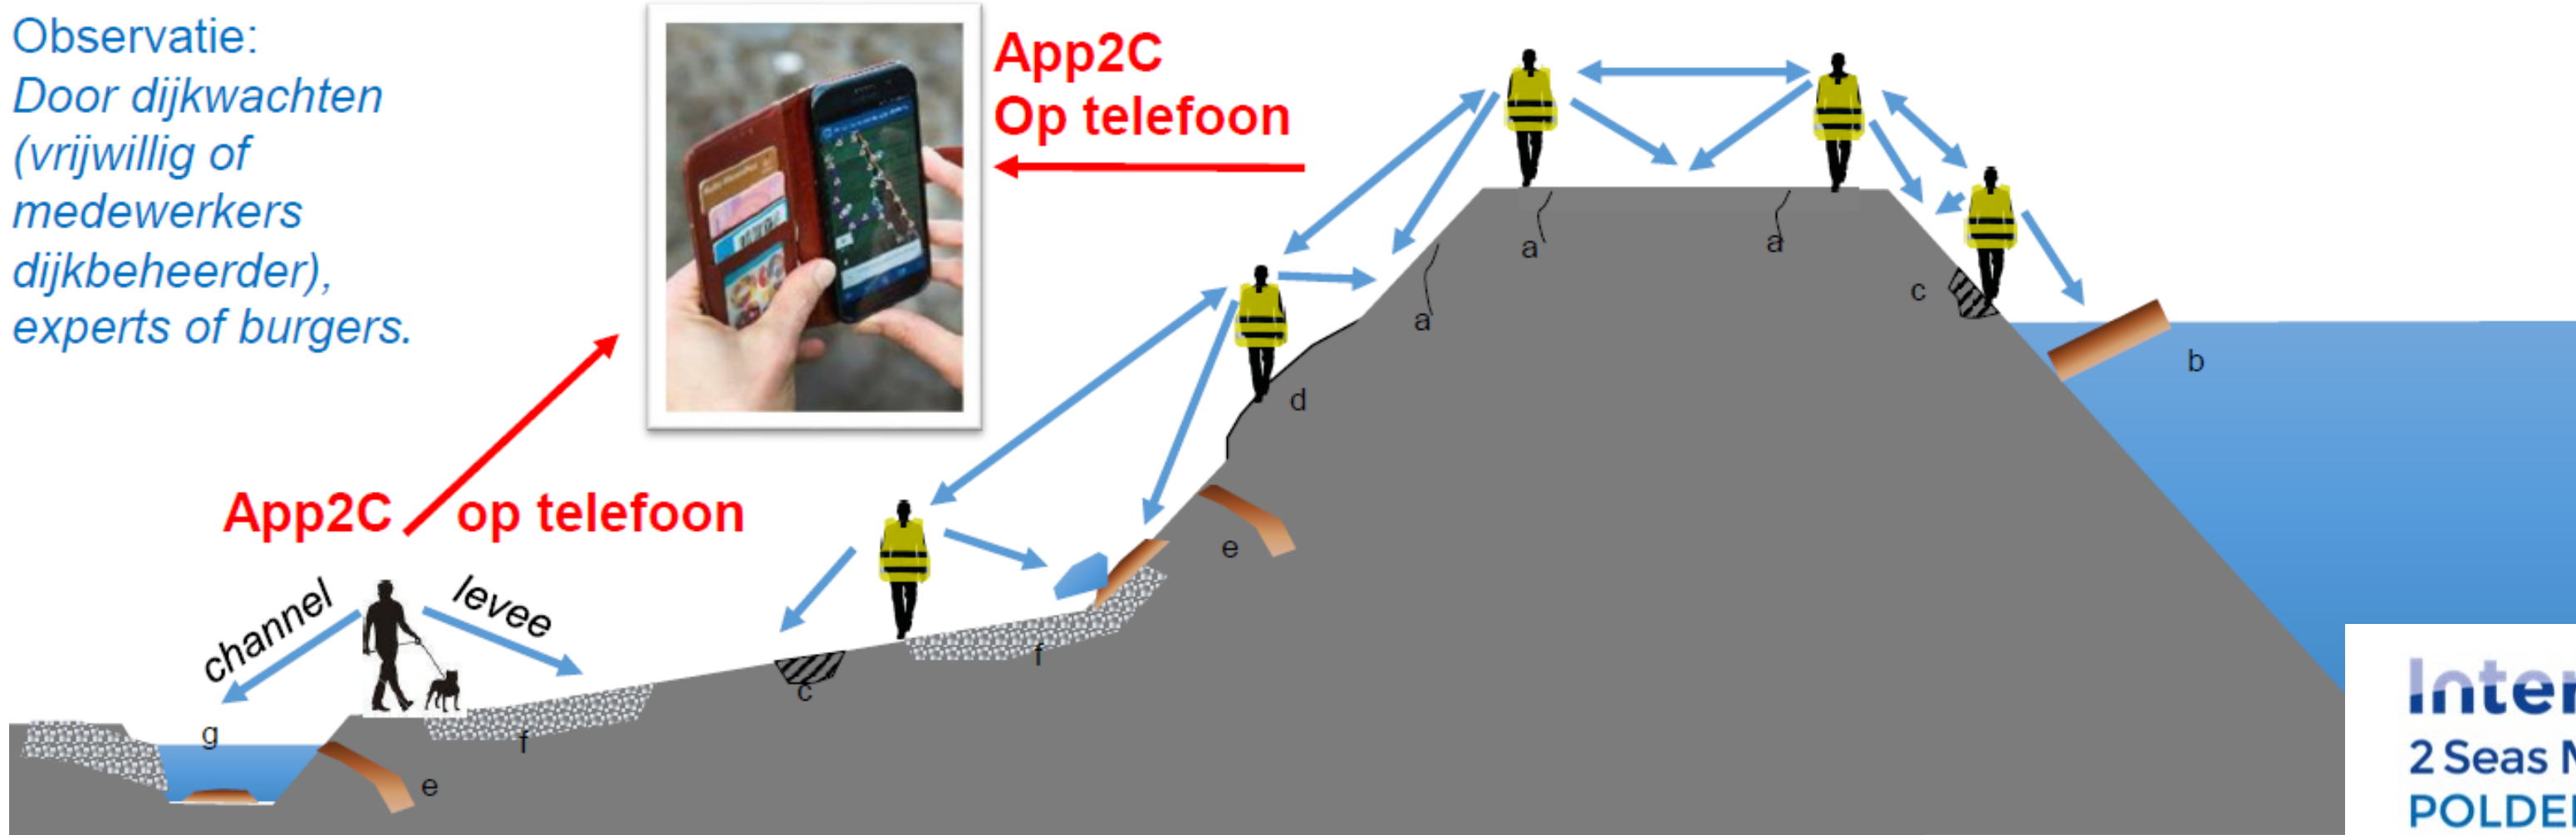 Observatie:
Door dijkwachten
(vrijwillig of
medewerkers
dijkbeheerder),
experts of burgers.
App2C
Op telefoon
App2C op telefoon
channel
levee
a
a
a
c
b
d
e
f
c
g
f
e
2 Seas